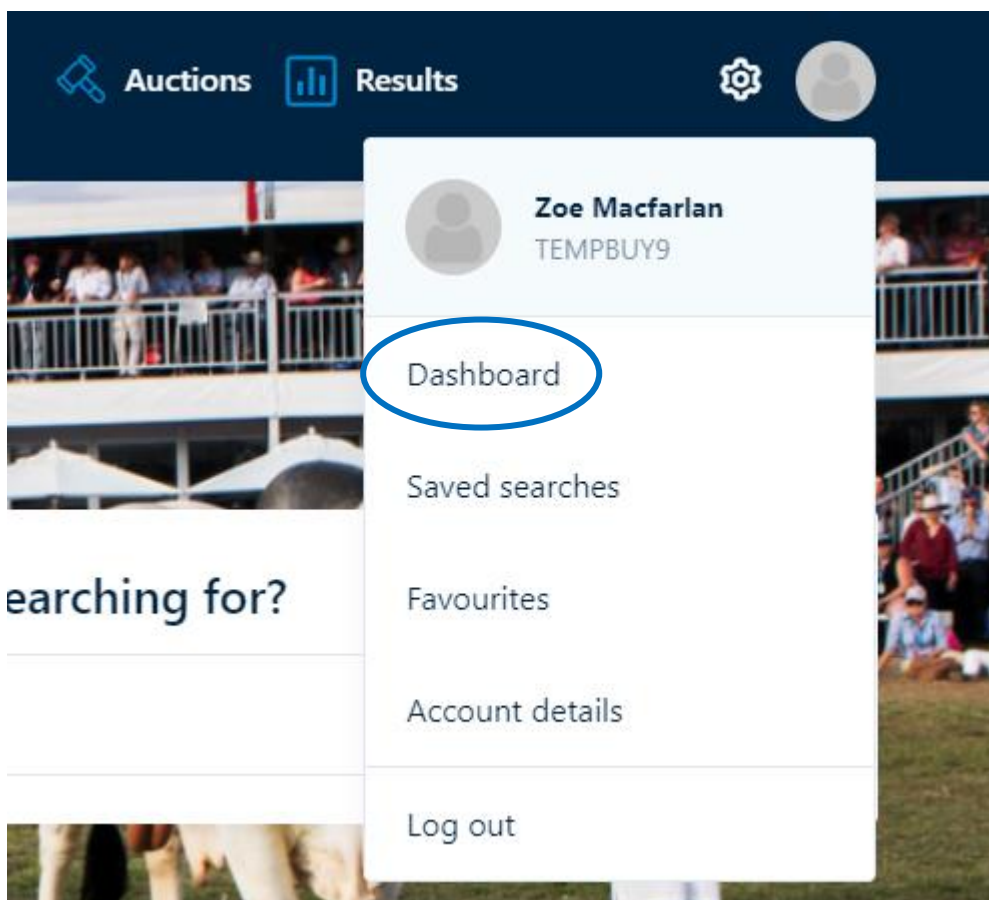 Auctions
Results
Zoe Macfarlan
TEMPBUY9
Dashboard
Saved searches
earching for?
Favourites
Account details
Log out